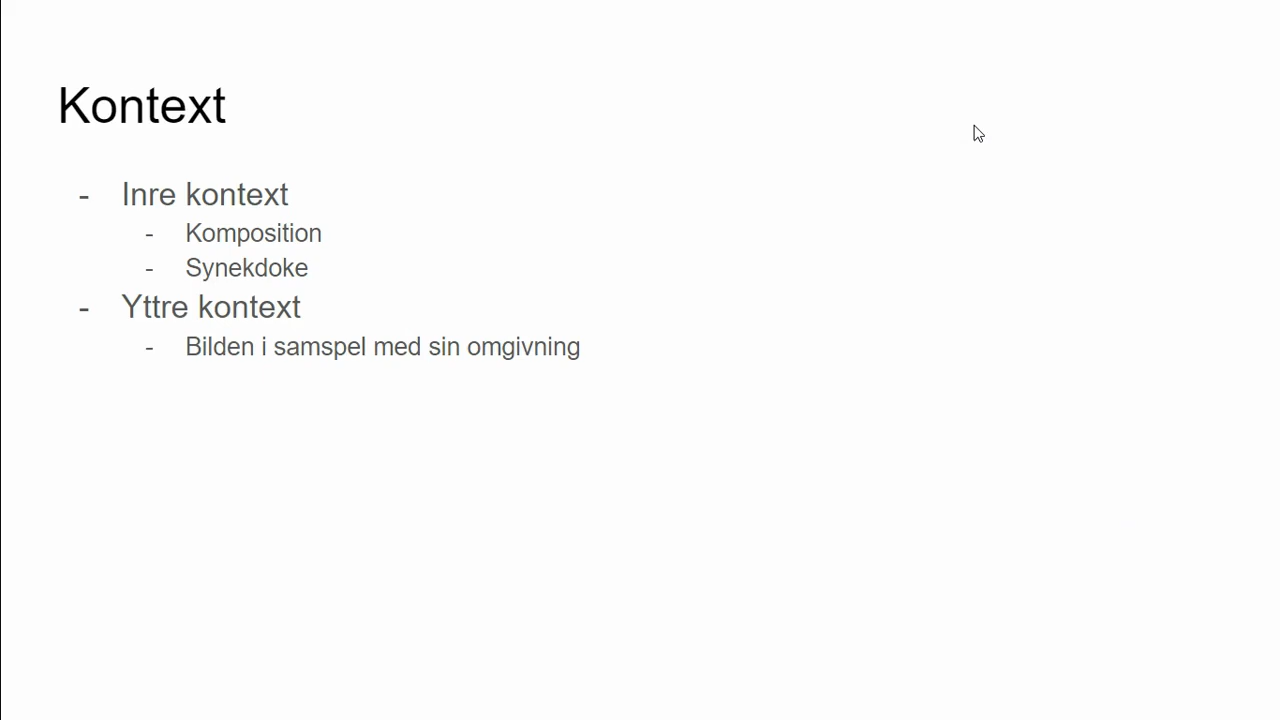 Kontext
- Inre kontext
- Komposition
- Synekdoke
- Yttre kontext
- Bilden i samspel med sin omgivning